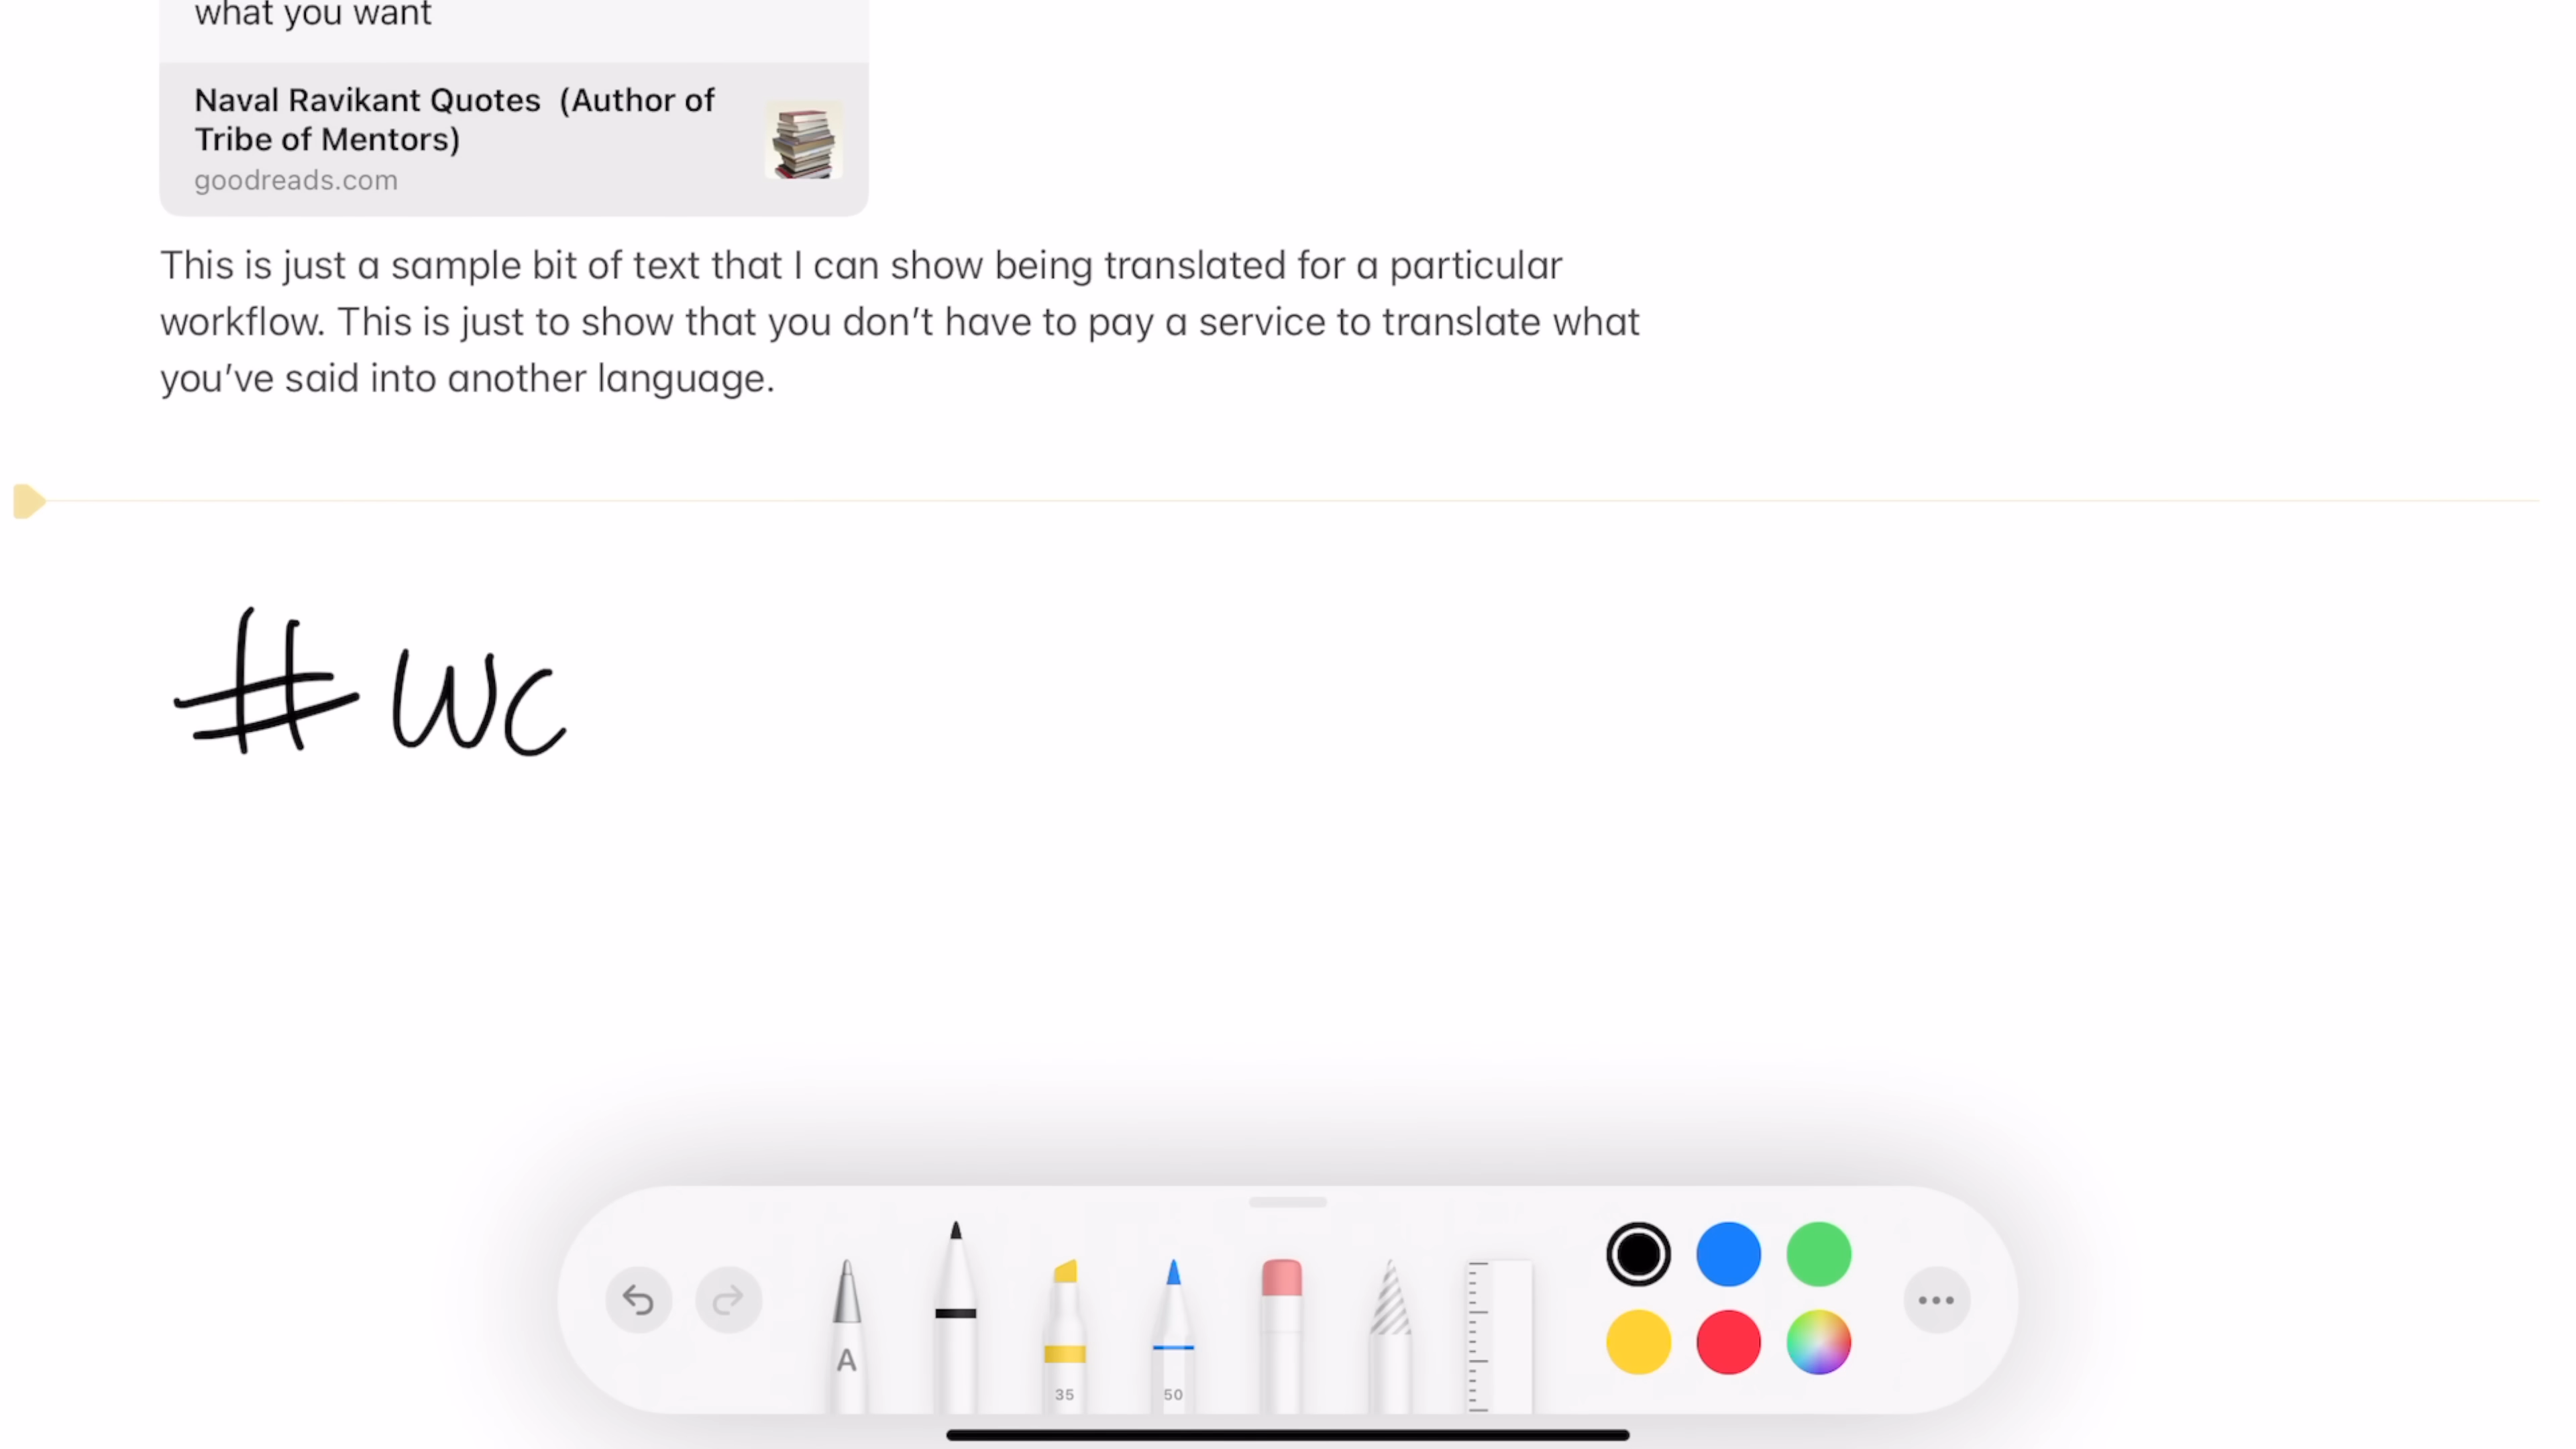 what you want
Naval Ravikant Quotes (Author of
Tribe of Mentors)
goodreads.com
This is just a sample bit of text that I can show being translated for a particular
workflow. This is just to show that you don’t have to pay a service to translate what
you’ve said into another language.
# wc
A
35
50